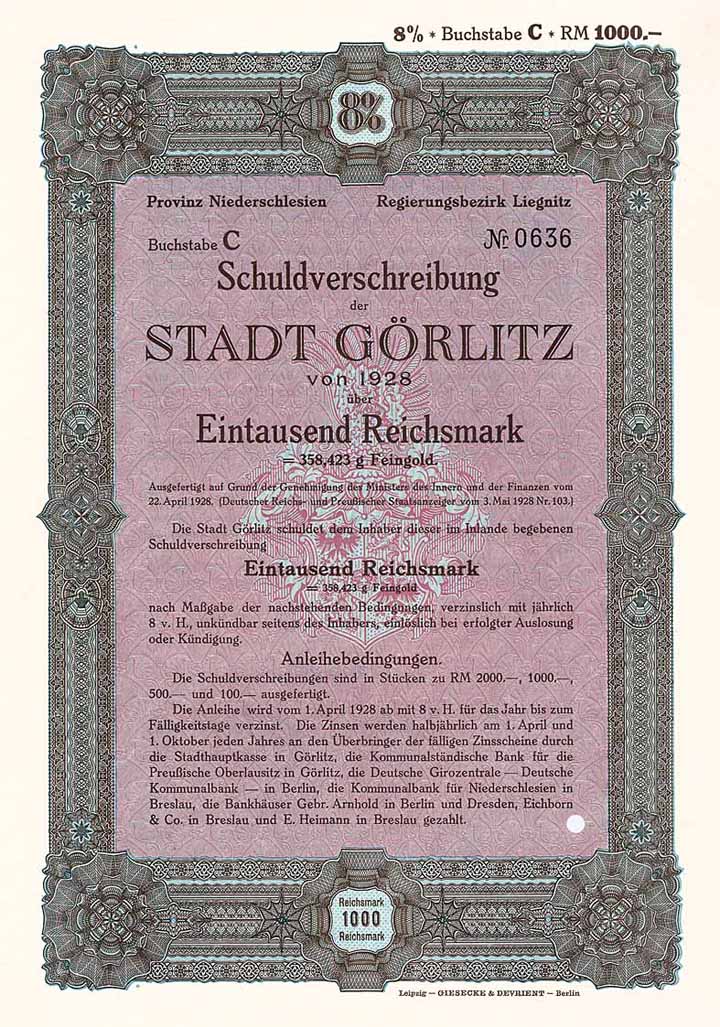 8% * Buchstabe C * RM 1000.—
8%
Provinz Niederschlesien Regierungsbezirk Liegnitz
Buchstabe C № 0636
Schuldverschreibung
der
STADT GÖRLITZ
von 1928
über
Eintausend Reichsmark
= 358,423 g Feingold.
Ausgefertigt auf Grund der Genehmigung des Ministers des Innern und der Finanzen vom
22. April 1928. (Deutscher Reichs- und Preußischer Staatsanzeiger vom 3. Mai 1928 Nr. 103.)
Die Stadt Görlitz schuldet dem Inhaber dieser im Inlande begebenen
Schuldverschreibung
Eintausend Reichsmark
= 358,423 g Feingold
nach Maßgabe der nachstehenden Bedingungen, verzinslich mit jährlich
8 v. H., unkündbar seitens des Inhabers, einlöslich bei erfolgter Auslosung
oder Kündigung.
Anleihebedingungen.
Die Schuldverschreibungen sind in Stücken zu RM 2000.—, 1000.—,
500.— und 100.— ausgefertigt.
Die Anleihe wird vom 1. April 1928 ab mit 8 v. H. für das Jahr bis zum
Fälligkeitstage verzinst. Die Zinsen werden halbjährlich am 1. April und
1. Oktober jeden Jahres an den Überbringer der fälligen Zinsscheine durch
die Stadthauptkasse in Görlitz, die Kommunalständische Bank für die
Preußische Oberlausitz in Görlitz, die Deutsche Girozentrale — Deutsche
Kommunalbank — in Berlin, die Kommunalbank für Niederschlesien in
Breslau, die Bankhäuser Gebr. Arnhold in Berlin und Dresden, Eichborn
& Co. in Breslau und E. Heimann in Breslau gezahlt.
Reichsmark
1000
Reichsmark
Leipzig — GIESECKE & DEVRIENT — Berlin